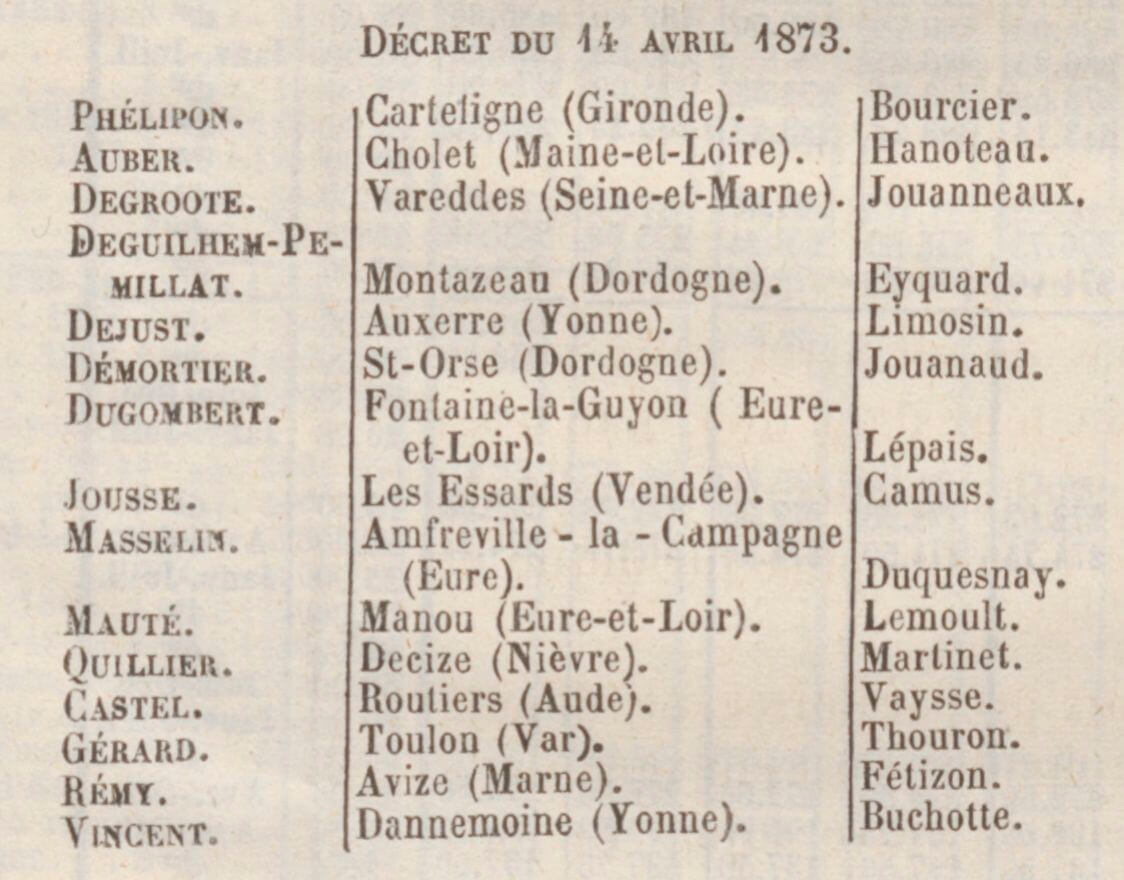 DÉCRET DU 14 AVRIL 1873.
PHÉLIPON. Carteligne (Gironde). Bourcier.
AUBER. Cholet (Maine-et-Loire). Hanoteau.
DEGROOTE. Vareddes (Seine-et-Marne). Jouanneaux.
DEGUILHEM-PE-
MILLAT. Montazeau (Dordogne). Eyquard.
DEJUST. Auxerre (Yonne). Limosin.
DÉMORTIER. St-Orse (Dordogne). Jouanaud.
DUGOMBERT. Fontaine-la-Guyon ( Eure-
et-Loir). Lépais.
JOUSSE. Les Essards (Vendée). Camus.
MASSELIN. Amfreville - la - Campagne
(Eure). Duquesnay.
MAUTÉ. Manou (Eure-et-Loir). Lemoult.
QUILLIER. Decize (Nièvre). Martinet.
CASTEL. Routiers (Aude). Vaysse.
GÉRARD. Toulon (Var). Thouron.
RÉMY. Avize (Marne). Fétizon.
VINCENT. Dannemoine (Yonne). Buchotte.